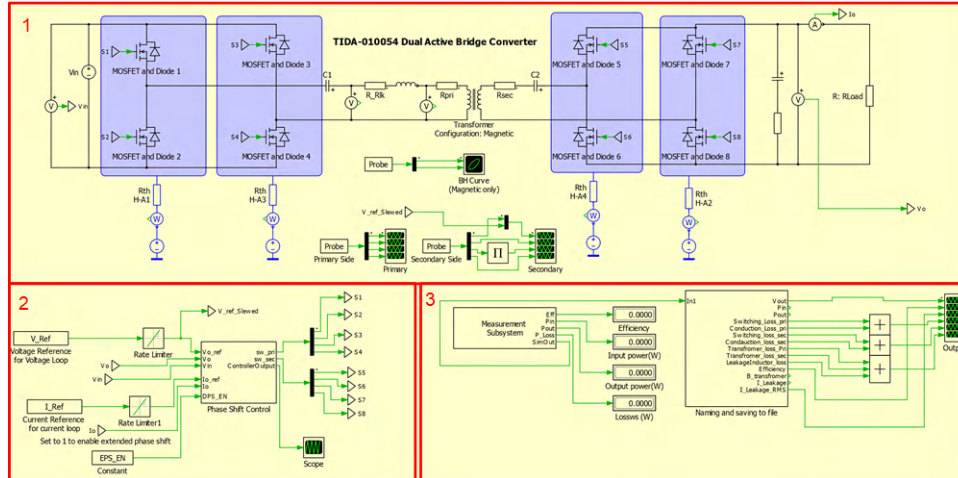 1
TIDA-010054 Dual Active Bridge Converter
S1
MOSFET and Diode 1
S3
MOSFET and Diode 3
S5
MOSFET and Diode 5
S7
MOSFET and Diode 7
A
Io
Vin
V
Vin
C1
R_Rlk
Rpri
Rsec
C2
V
V
V
R: RLoad
Transformer
Configuration: Magnetic
S2
MOSFET and Diode 2
S4
MOSFET and Diode 4
S6
MOSFET and Diode 6
S8
MOSFET and Diode 8
Probe
BH Curve
(Magnetic only)
Rth
H-A1
W
Rth
H-A3
W
Rth
H-A4
W
Rth
H-A2
W
Vo
V_ref_Slewed
Probe
Primary Side
Primary
Probe
Secondary Side
Π
Secondary
2
V_Ref
Voltage Reference
for Voltage Loop
Rate Limiter
V_ref_Slewed
Vo
Vin
I_Ref
Current Reference
for current loop
Rate Limiter1
Io
Set to 1 to enable extended phase shift
EPS_EN
Constant
Vo_ref
Vo
Vin
Io_ref
Io
DPS_EN
sw_pri
sw_sec
ControllerOutput
Phase Shift Control
S1
S2
S3
S4
S5
S6
S7
S8
Scope
3
Measurement
Subsystem
Eff
Pin
Pout
P_Loss
SimOut
0.0000
Efficiency
0.0000
Input power(W)
0.0000
Output power(W)
0.0000
Lossws (W)
In1
Vout
Pin
Pout
Switching_Loss_pri
Conduction_Loss_pri
Switching_loss_sec
Condauction_loss_sec
Transfromer_loss_Pri
Transfomer_loss_sec
LeakageInductor_loss
Efficiency
B_transfromer
I_Leakage
I_Leakage_RMS
Naming and saving to file
+
+
+
Outp